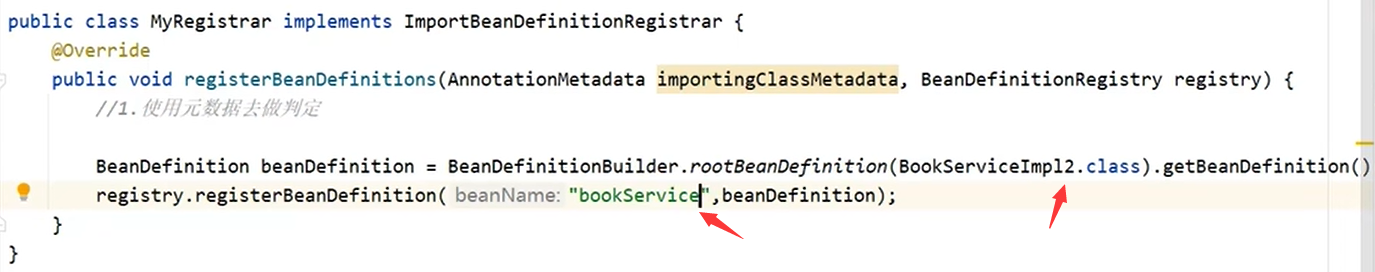 public class MyRegistrar implements ImportBeanDefinitionRegistrar {
@Override
public void registerBeanDefinitions(AnnotationMetadata importingClassMetadata, BeanDefinitionRegistry registry) {
//1.使用元数据去做判定
BeanDefinition beanDefinition = BeanDefinitionBuilder.rootBeanDefinition(BookServiceImpl2.class).getBeanDefinition()
registry.registerBeanDefinition( beanName: "bookService",beanDefinition);
}
}